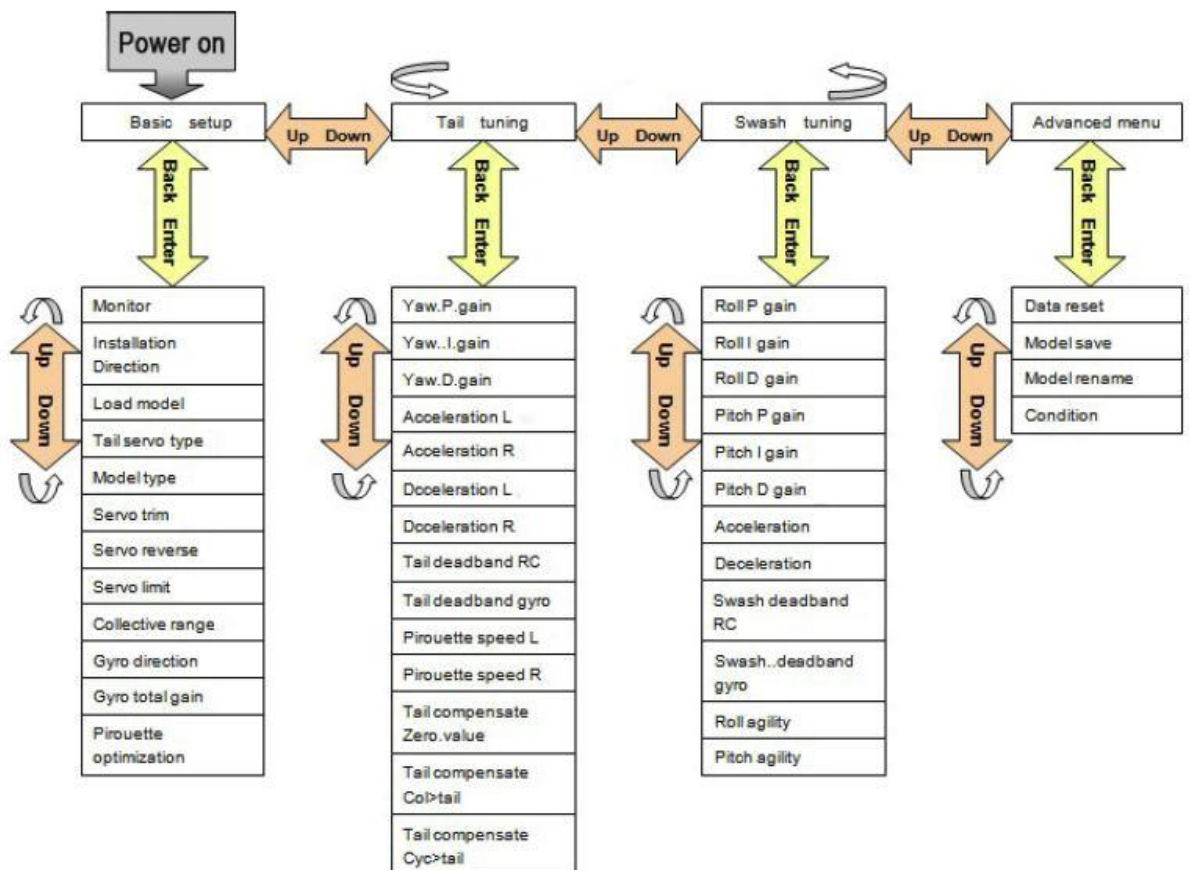 Power on
Basic setup
Up Down
Tail tuning
Up Down
Swash tuning
Up Down
Advanced menu
Back Enter
Back Enter
Back Enter
Back Enter
Up Down
Monitor
Installation
Direction
Load model
Tail servo type
Model type
Servo trim
Servo reverse
Servo limit
Collective range
Gyro direction
Gyro total gain
Pirouette
optimization
Up Down
Yaw.P.gain
Yaw..I.gain
Yaw.D.gain
Acceleration L
Acceleration R
Dcceleration L
Dcceleration R
Tail deadband RC
Tail deadband gyro
Pirouette speed L
Pirouette speed R
Tail compensate
Zero.value
Tail compensate
Col>tail
Tail compensate
Cyc>tail
Up Down
Roll P gain
Roll I gain
Roll D gain
Pitch P gain
Pitch I gain
Pitch D gain
Acceleration
Deceleration
Swash deadband
RC
Swash..deadband
gyro
Roll agility
Pitch agility
Up Down
Data reset
Model save
Model rename
Condition